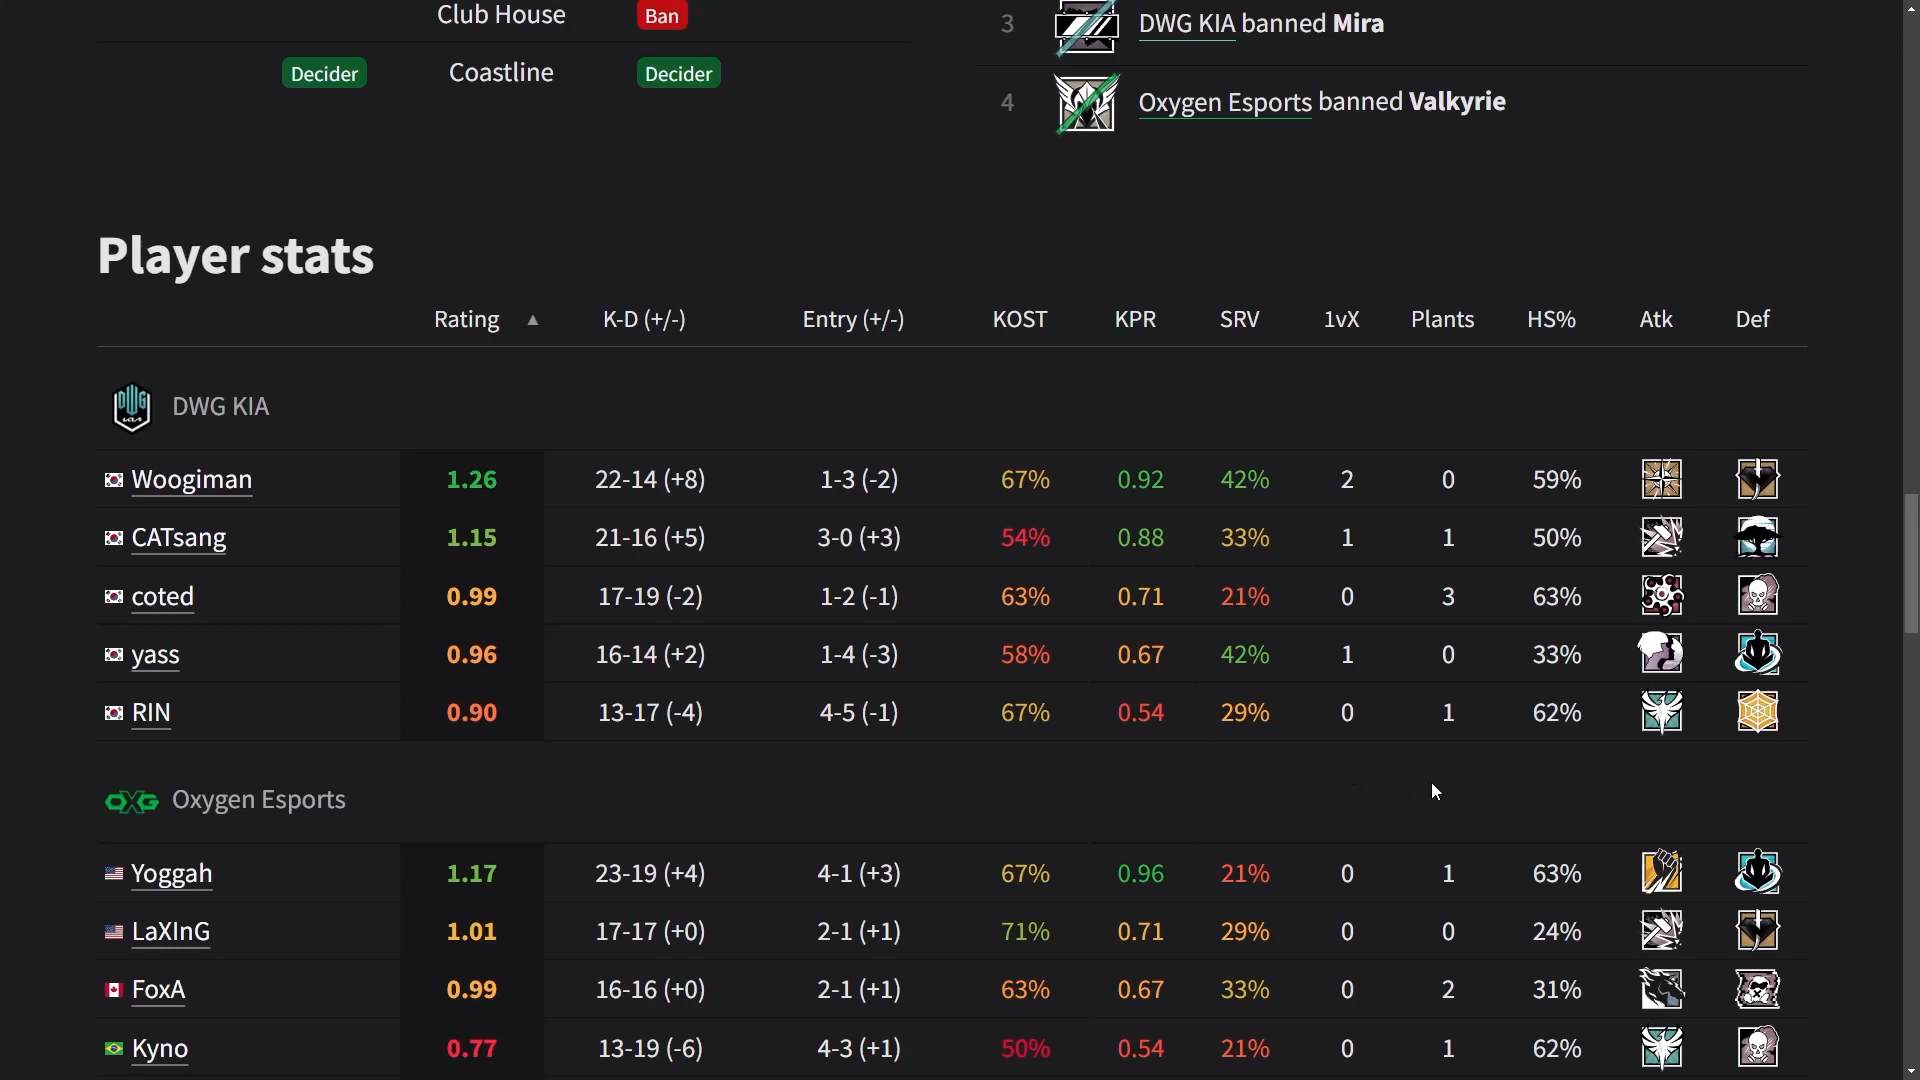 Club House Ban
Decider Coastline Decider
3 DWG KIA banned Mira
4 Oxygen Esports banned Valkyrie
Player stats
Rating ▲ K-D (+/-) Entry (+/-) KOST KPR SRV 1vX Plants HS% Atk Def
DWG KIA
Woogiman 1.26 22-14 (+8) 1-3 (-2) 67% 0.92 42% 2 0 59%
CATsang 1.15 21-16 (+5) 3-0 (+3) 54% 0.88 33% 1 1 50%
coted 0.99 17-19 (-2) 1-2 (-1) 63% 0.71 21% 0 3 63%
yass 0.96 16-14 (+2) 1-4 (-3) 58% 0.67 42% 1 0 33%
RIN 0.90 13-17 (-4) 4-5 (-1) 67% 0.54 29% 0 1 62%
OXG Oxygen Esports
Yoggah 1.17 23-19 (+4) 4-1 (+3) 67% 0.96 21% 0 1 63%
LaXInG 1.01 17-17 (+0) 2-1 (+1) 71% 0.71 29% 0 0 24%
FoxA 0.99 16-16 (+0) 2-1 (+1) 63% 0.67 33% 0 2 31%
Kyno 0.77 13-19 (-6) 4-3 (+1) 50% 0.54 21% 0 1 62%